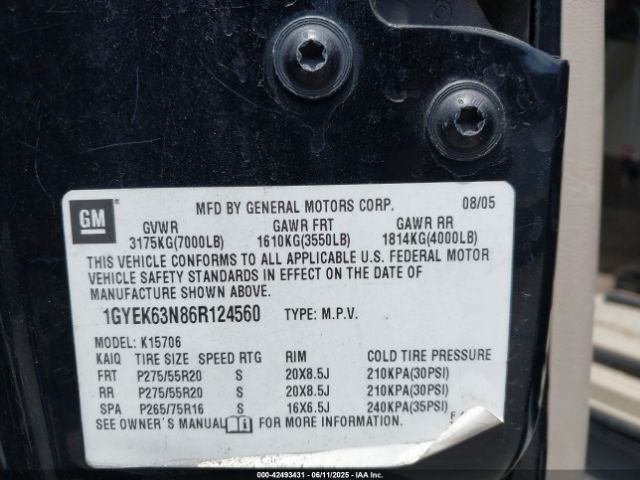 GM
MFD BY GENERAL MOTORS CORP. 08/05
GVWR GAWR FRT GAWR RR
3175KG(7000LB) 1610KG(3550LB) 1814KG(4000LB)
THIS VEHICLE CONFORMS TO ALL APPLICABLE U.S. FEDERAL MOTOR
VEHICLE SAFETY STANDARDS IN EFFECT ON THE DATE OF
MANUFACTURE SHOWN ABOVE.
1GYEK63N86R124560 TYPE: M.P.V.
MODEL: K15706
KAIQ TIRE SIZE SPEED RTG RIM COLD TIRE PRESSURE
FRT P275/55R20 S 20X8.5J 210KPA(30PSI)
RR P275/55R20 S 20X8.5J 210KPA(30PSI)
SPA P265/75R16 S 16X6.5J 240KPA(35PSI)
SEE OWNER'S MANUAL FOR MORE INFORMATION.
000-42493431 - 06/11/2025 - IAA Inc.